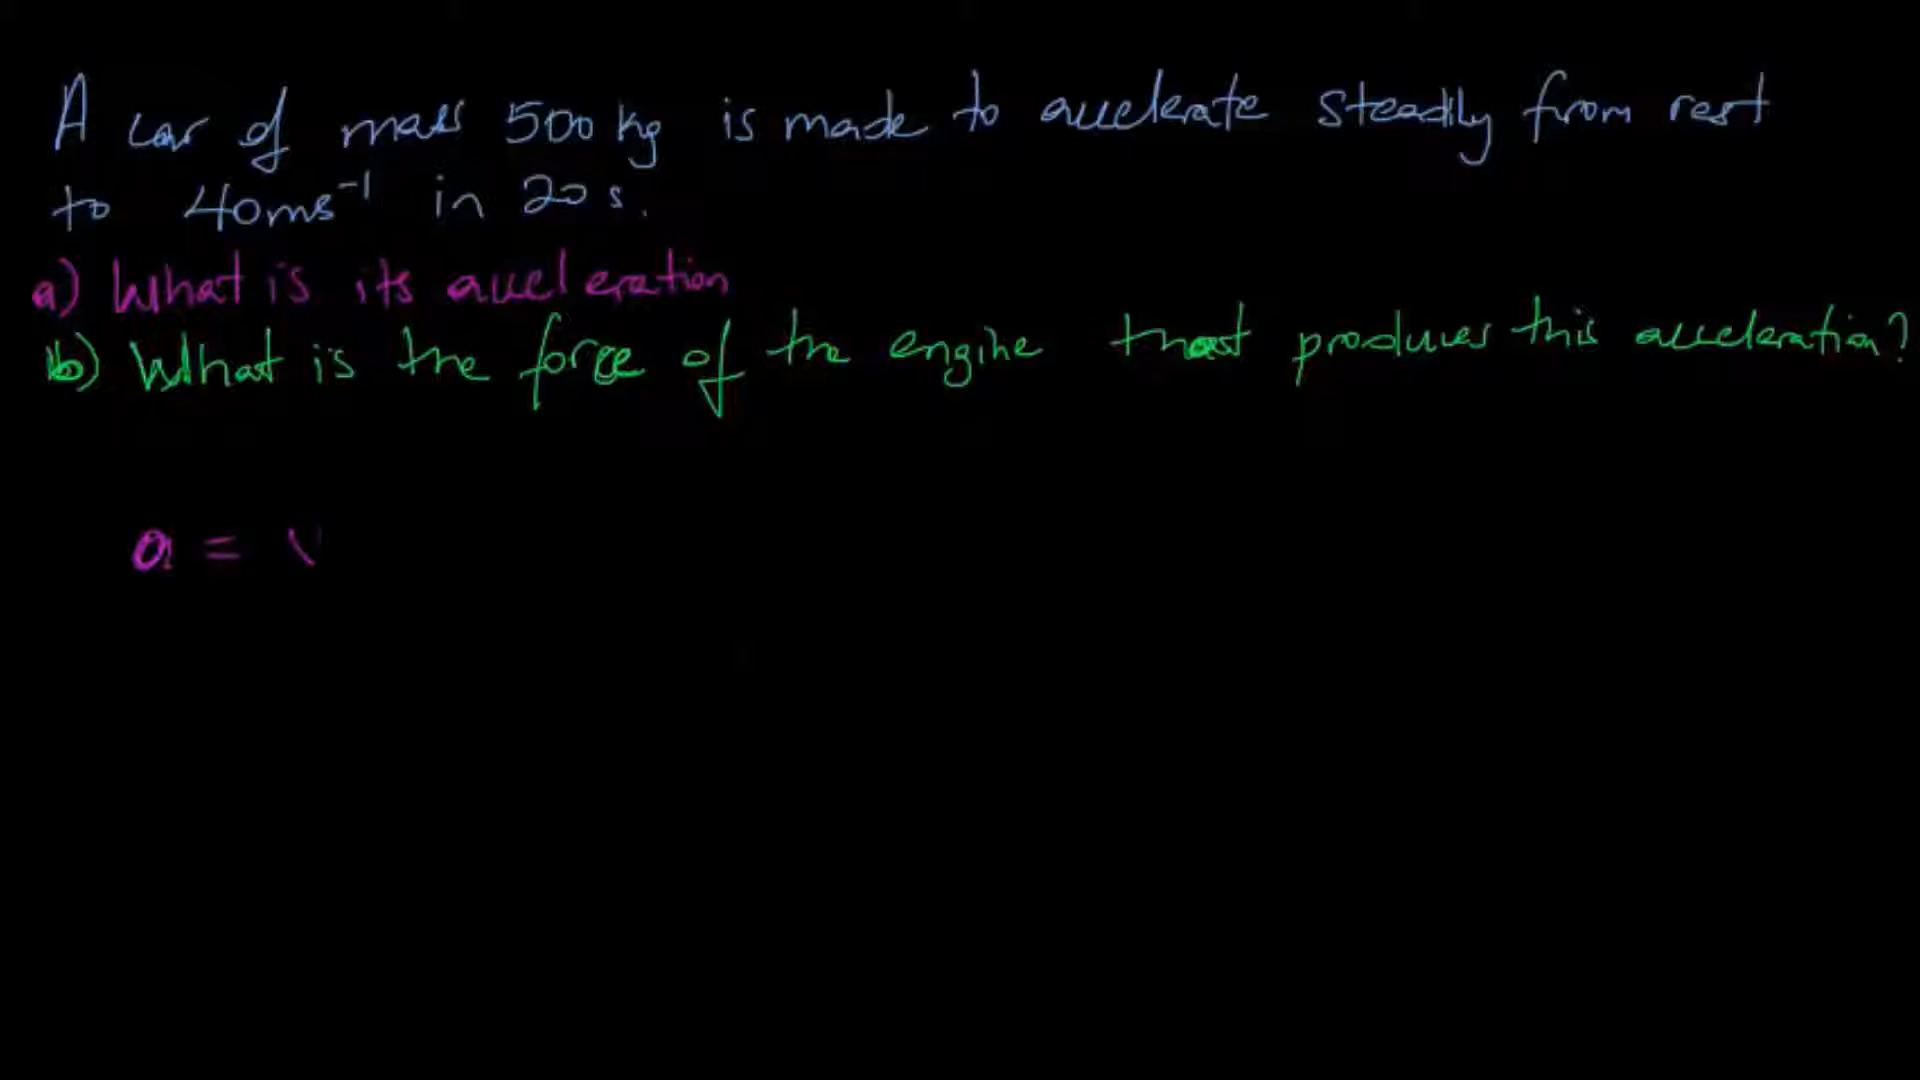 A car of mass 500 kg is made to accelerate steadily from rest
to 40ms⁻¹ in 20 s.
a) What is its acceleration
b) What is the force of the engine that produces this acceleration?
a = \